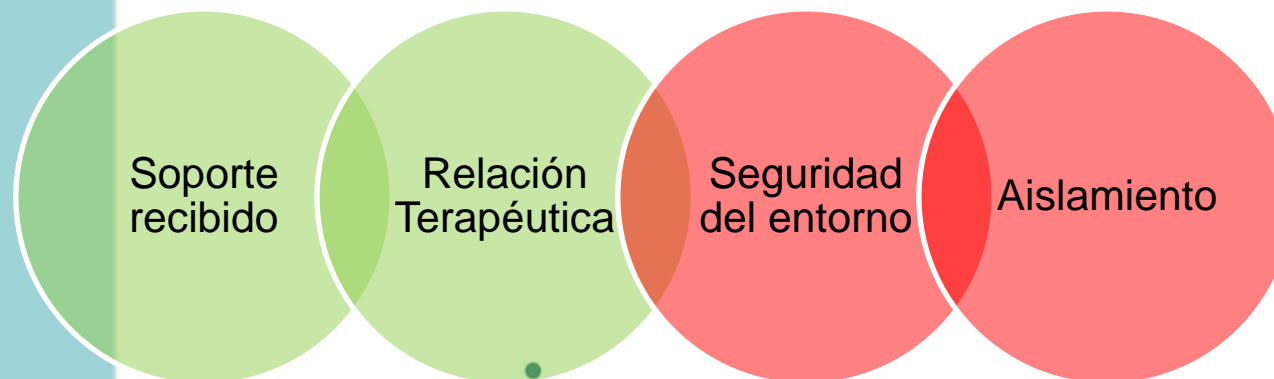 Soporte
recibido
Relación
Terapéutica
Seguridad
del entorno
Aislamiento